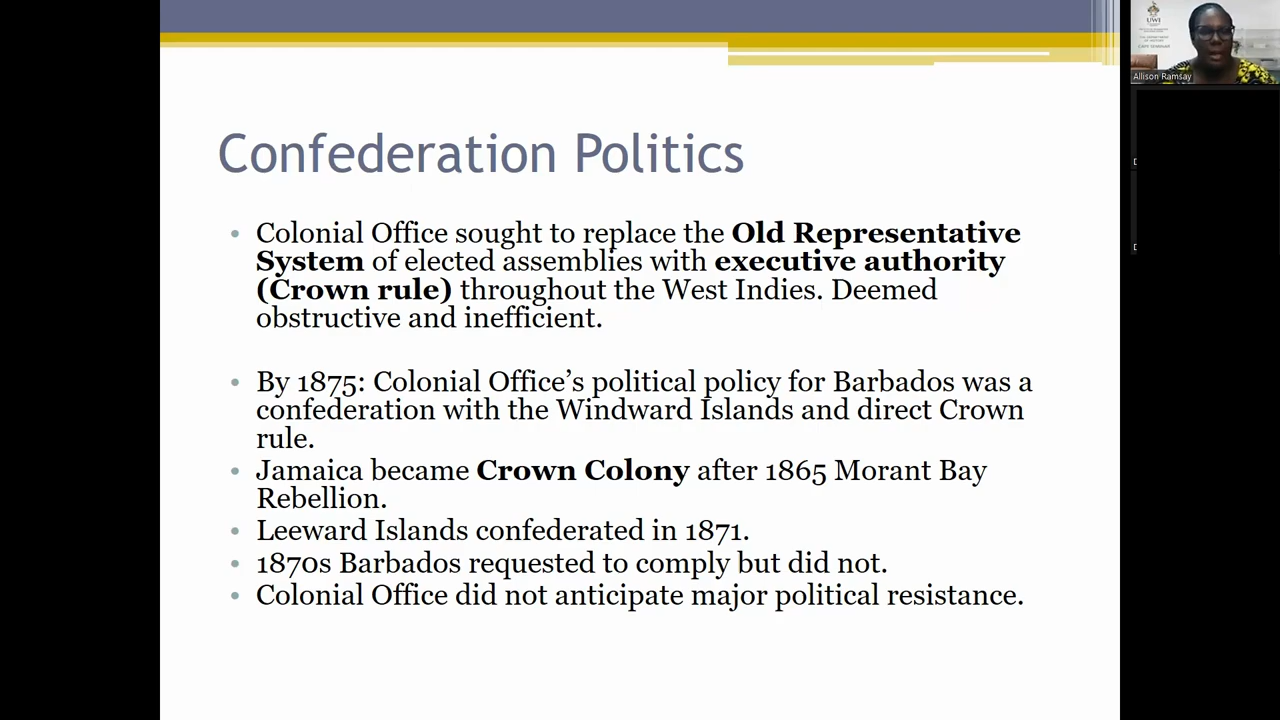 Confederation Politics
• Colonial Office sought to replace the Old Representative
System of elected assemblies with executive authority
(Crown rule) throughout the West Indies. Deemed
obstructive and inefficient.
• By 1875: Colonial Office’s political policy for Barbados was a
confederation with the Windward Islands and direct Crown
rule.
• Jamaica became Crown Colony after 1865 Morant Bay
Rebellion.
• Leeward Islands confederated in 1871.
• 1870s Barbados requested to comply but did not.
• Colonial Office did not anticipate major political resistance.
UWI
Allison Ramsay